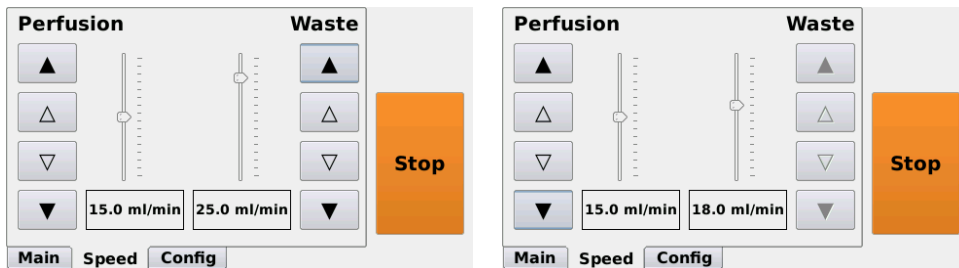 Perfusion Waste
Stop
15.0 ml/min 25.0 ml/min
Main Speed Config
Perfusion Waste
Stop
15.0 ml/min 18.0 ml/min
Main Speed Config